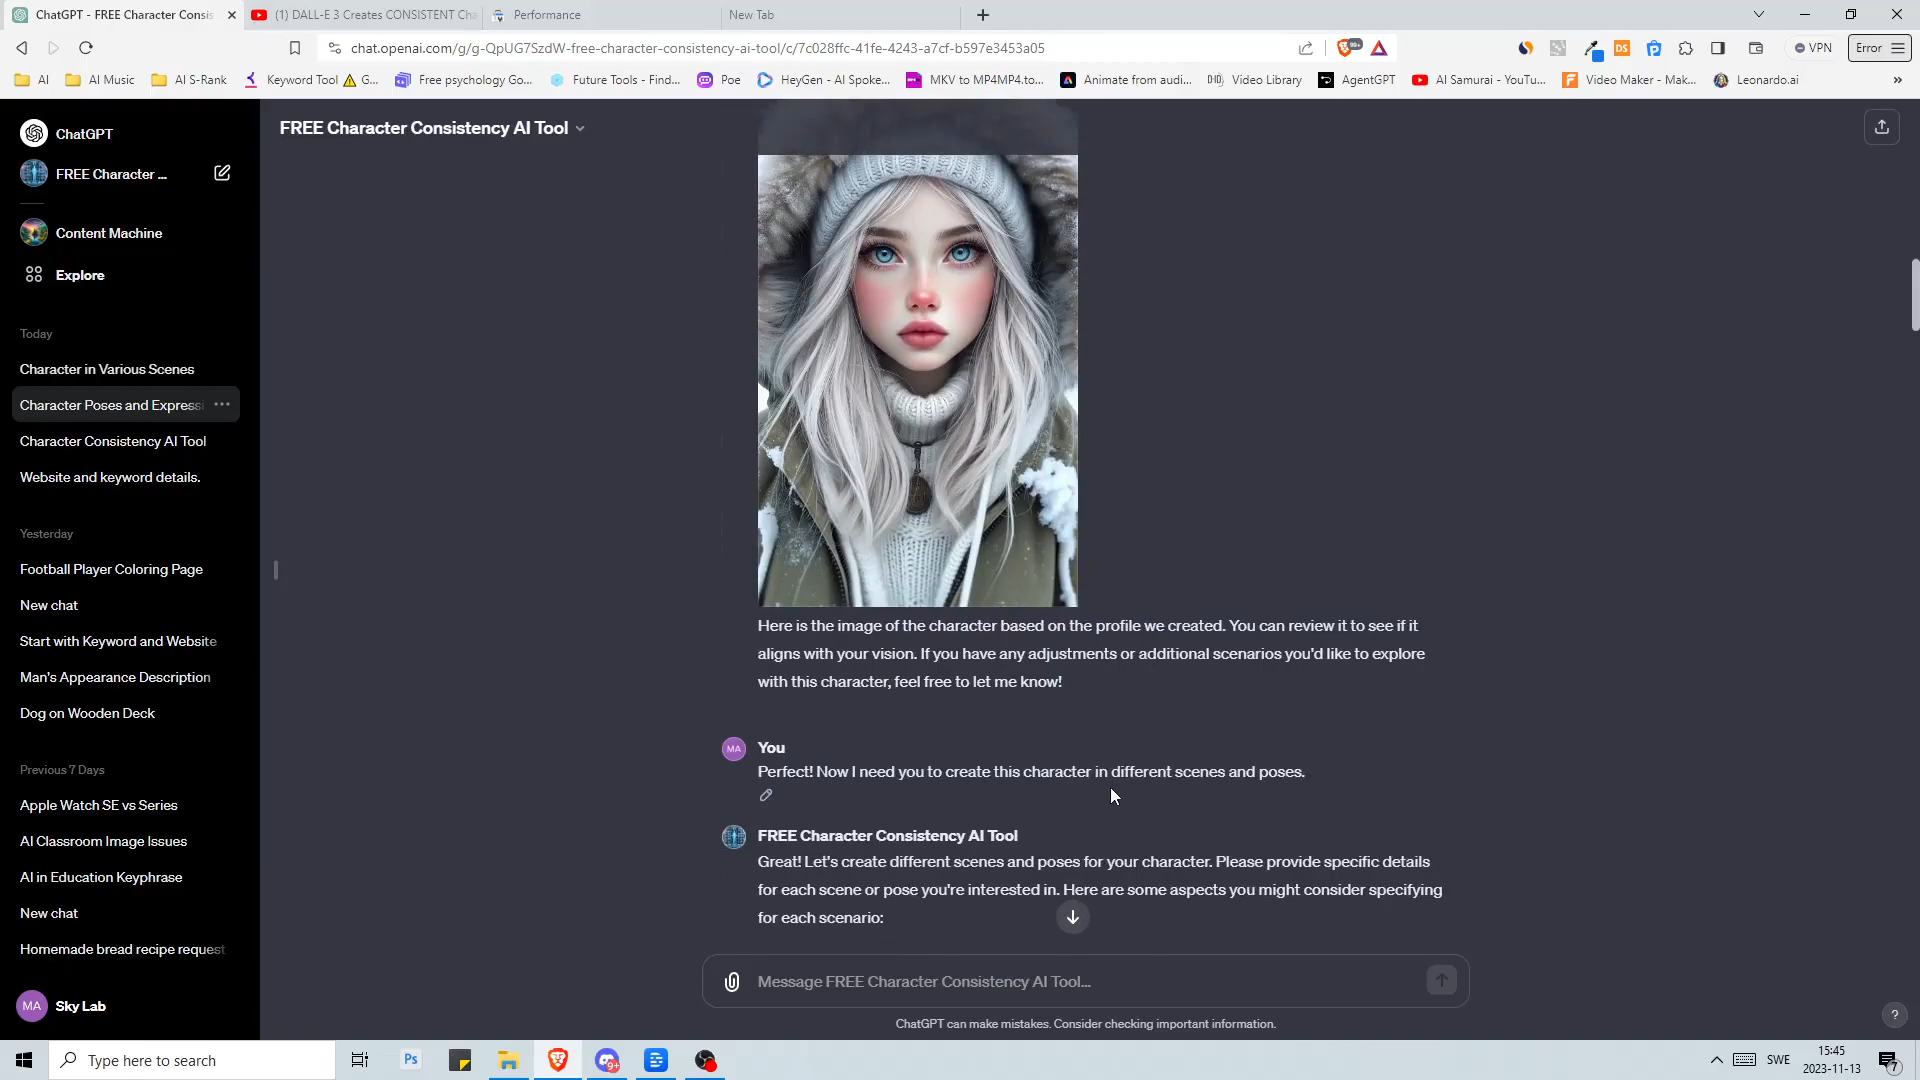 ChatGPT - FREE Character Consis
(1) DALL-E 3 Creates CONSISTENT Cha
Performance
New Tab
chat.openai.com/g/g-QpUG7SzdW-free-character-consistency-ai-tool/c/7c028ffc-41fe-4243-a7cf-b597e3453a05
99+
DS
VPN
Error
AI
AI Music
AI S-Rank
Keyword Tool
G...
Free psychology Go...
Future Tools - Find...
Poe
HeyGen - AI Spoke...
MKV to MP4MP4.to...
Animate from audi...
Video Library
AgentGPT
AI Samurai - YouTu...
Video Maker - Mak...
Leonardo.ai
»
ChatGPT
FREE Character ...
Content Machine
Explore
Today
Character in Various Scenes
Character Poses and Expressi
Character Consistency AI Tool
Website and keyword details.
Yesterday
Football Player Coloring Page
New chat
Start with Keyword and Website
Man's Appearance Description
Dog on Wooden Deck
Previous 7 Days
Apple Watch SE vs Series
AI Classroom Image Issues
AI in Education Keyphrase
New chat
Homemade bread recipe request
MA
Sky Lab
FREE Character Consistency AI Tool
Here is the image of the character based on the profile we created. You can review it to see if it
aligns with your vision. If you have any adjustments or additional scenarios you'd like to explore
with this character, feel free to let me know!
MA
You
Perfect! Now I need you to create this character in different scenes and poses.
FREE Character Consistency AI Tool
Great! Let's create different scenes and poses for your character. Please provide specific details
for each scene or pose you're interested in. Here are some aspects you might consider specifying
for each scenario:
Message FREE Character Consistency AI Tool...
ChatGPT can make mistakes. Consider checking important information.
?
Type here to search
Ps
9+
SWE
15:45
2023-11-13
7